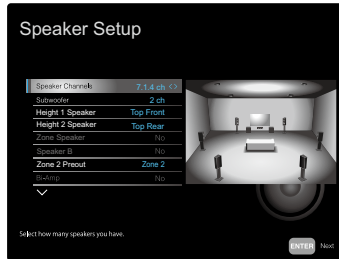 Speaker Setup
Speaker Channels 7.1.4 ch <>
Subwoofer 2 ch
Height 1 Speaker Top Front
Height 2 Speaker Top Rear
Zone Speaker No
Speaker B No
Zone 2 Preout Zone 2
Bi-Amp No
Select how many speakers you have.
ENTER Next